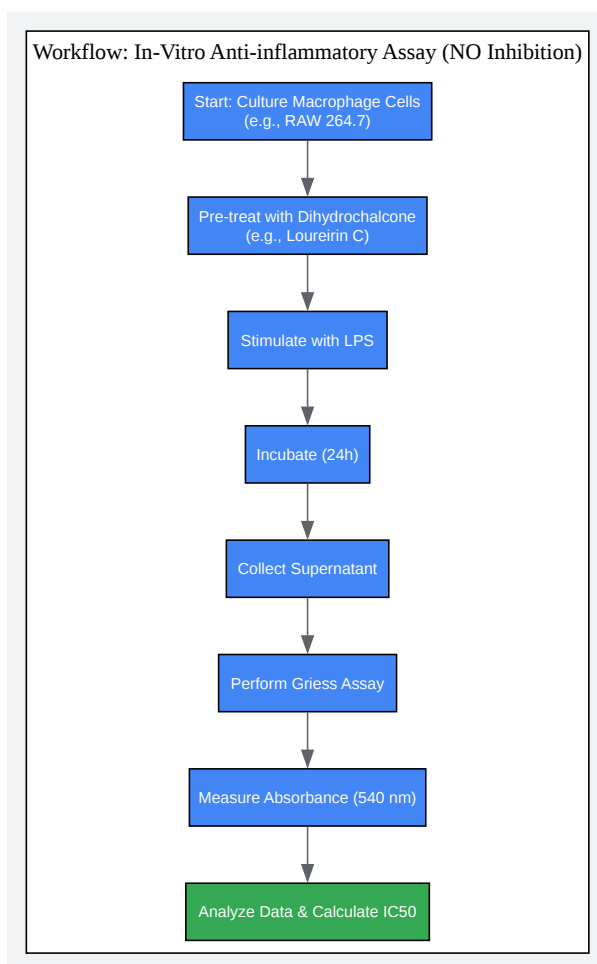 Workflow: In-Vitro Anti-inflammatory Assay (NO Inhibition)
Start: Culture Macrophage Cells
(e.g., RAW 264.7)
Pre-treat with Dihydrochalcone
(e.g., Loureirin C)
Stimulate with LPS
Incubate (24h)
Collect Supernatant
Perform Griess Assay
Measure Absorbance (540 nm)
Analyze Data & Calculate IC50